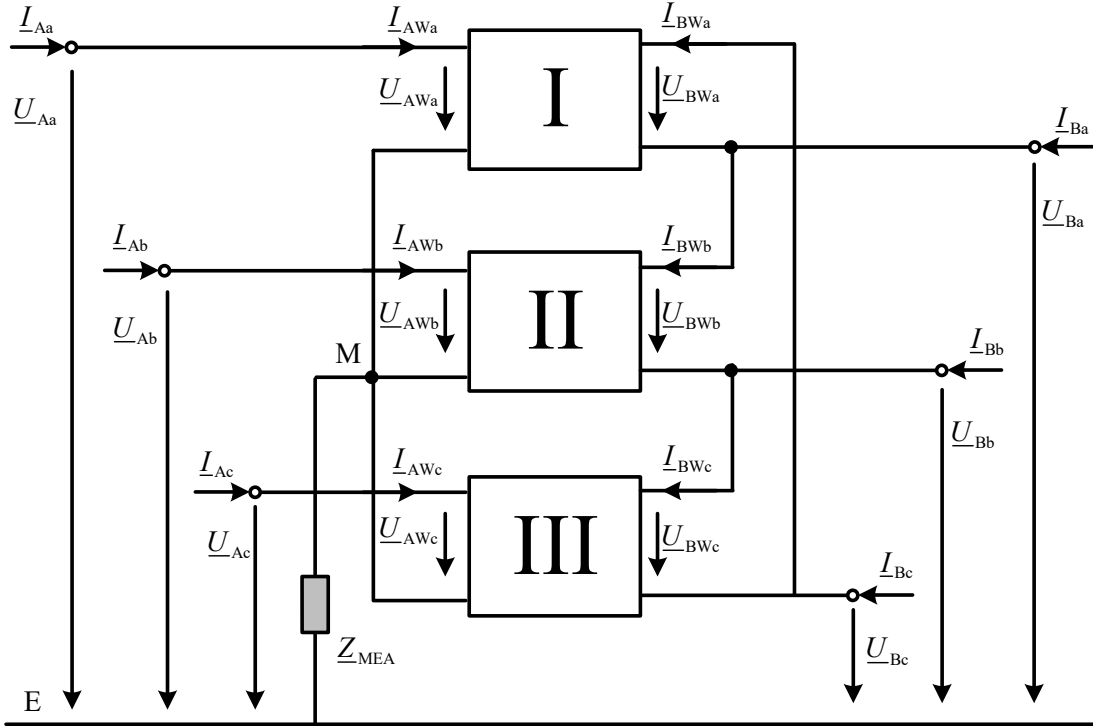 I_Aa
I_AWa
I_BWa
U_Aa
U_AWa
I
U_BWa
I_Ba
U_Ba
I_Ab
I_AWb
I_BWb
U_Ab
U_AWb
II
U_BWb
M
I_Bb
U_Bb
I_Ac
I_AWc
I_BWc
U_Ac
U_AWc
III
U_BWc
I_Bc
Z_MEA
U_Bc
E